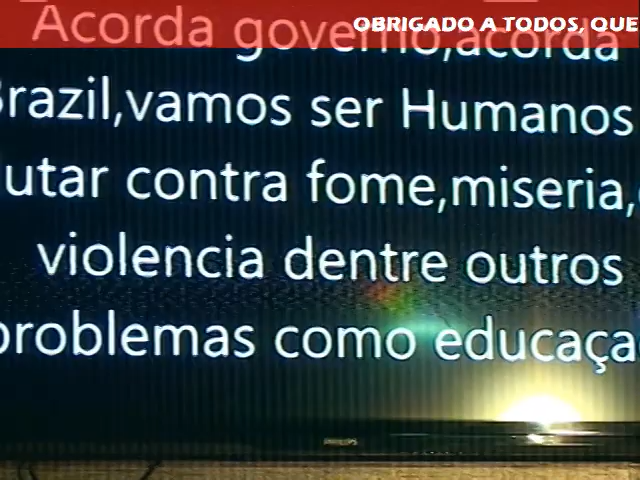 OBRIGADO A TODOS, QUE
Acorda governo,acorda
Brazil,vamos ser Humanos
lutar contra fome,miseria,
violencia dentre outros
problemas como educaça
PHILIPS